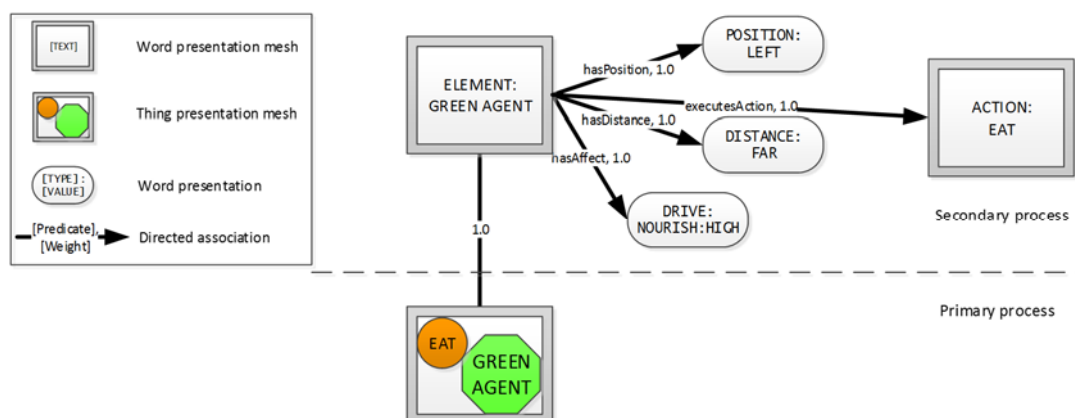 [TEXT]
Word presentation mesh
Thing presentation mesh
[TYPE]:
[VALUE]
Word presentation
[Predicate],
[Weight]
Directed association
ELEMENT:
GREEN AGENT
hasPosition, 1.0
POSITION:
LEFT
executesAction, 1.0
ACTION:
EAT
hasDistance, 1.0
DISTANCE:
FAR
hasAffect, 1.0
DRIVE:
NOURISH:HIGH
Secondary process
1.0
Primary process
EAT
GREEN
AGENT